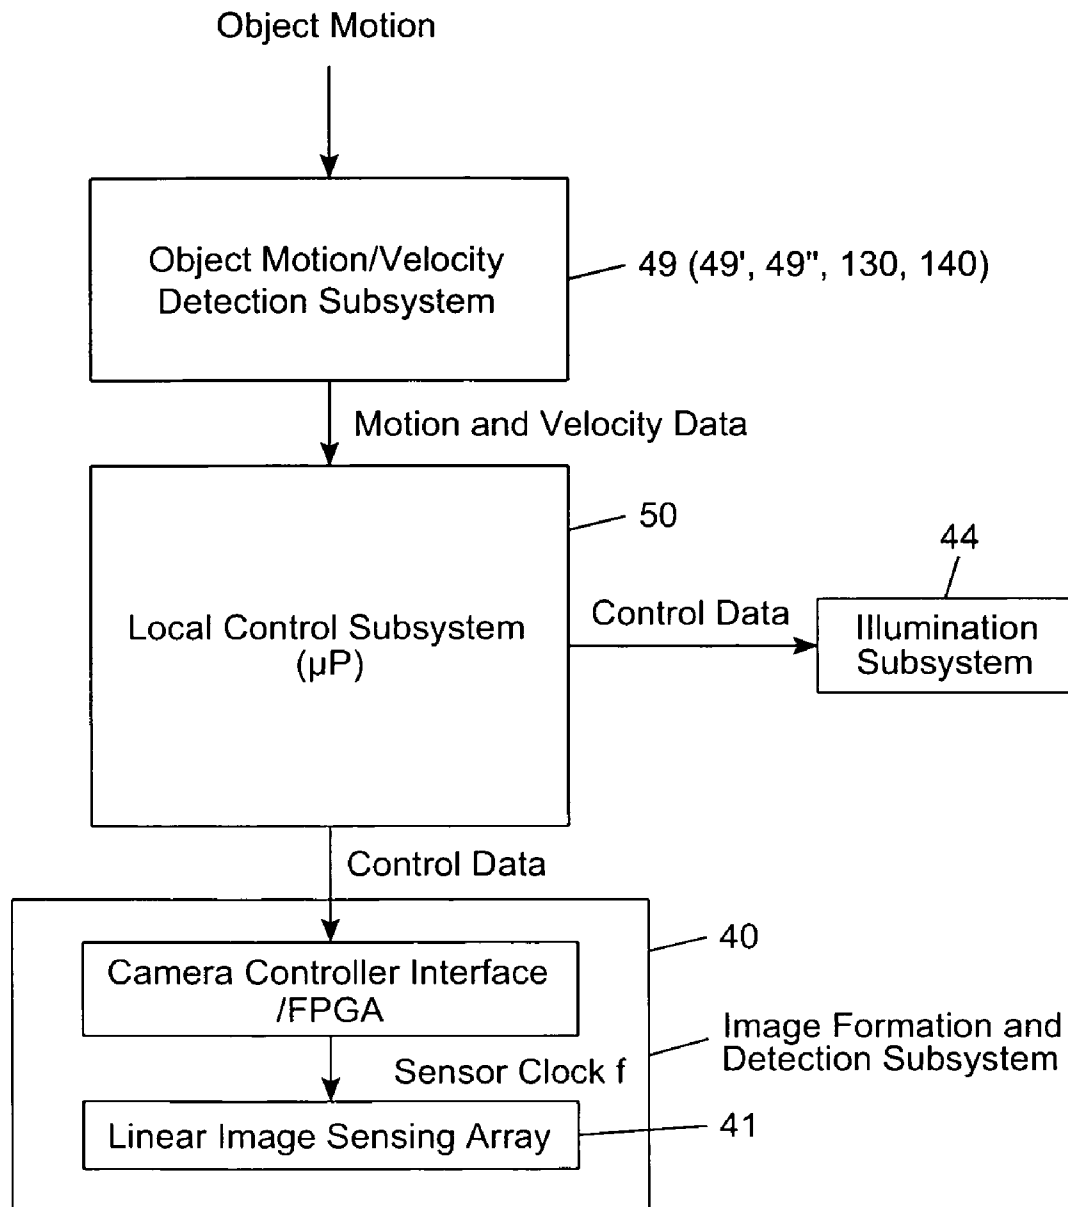 Object Motion
Object Motion/Velocity
Detection Subsystem
49 (49', 49", 130, 140)
Motion and Velocity Data
50
44
Local Control Subsystem
(µP)
Control Data
Illumination
Subsystem
Control Data
40
Camera Controller Interface
/FPGA
Image Formation and
Detection Subsystem
Sensor Clock f
Linear Image Sensing Array
41